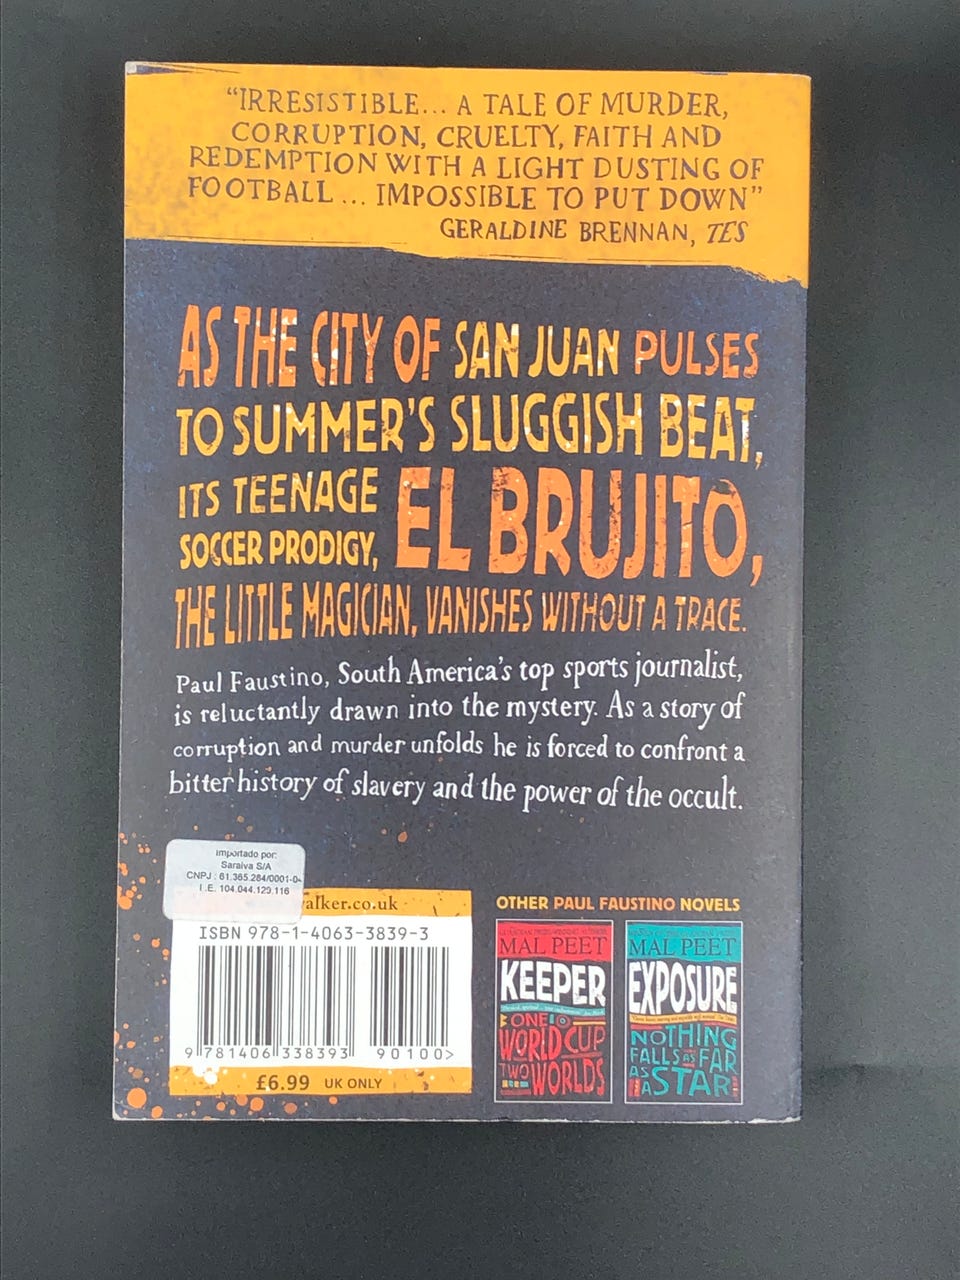 “IRRESISTIBLE... A TALE OF MURDER,
CORRUPTION, CRUELTY, FAITH AND
REDEMPTION WITH A LIGHT DUSTING OF
FOOTBALL... IMPOSSIBLE TO PUT DOWN”
GERALDINE BRENNAN, TES
AS THE CITY OF SAN JUAN PULSES
TO SUMMER'S SLUGGISH BEAT,
ITS TEENAGE
SOCCER PRODIGY, EL BRUJITO,
THE LITTLE MAGICIAN, VANISHES WITHOUT A TRACE.
Paul Faustino, South America's top sports journalist,
is reluctantly drawn into the mystery. As a story of
corruption and murder unfolds he is forced to confront a
bitter history of slavery and the power of the occult.
Importado por:
Saraiva S/A
CNPJ : 61.365.284/0001-0
I.E. 104.044.129.116
alker.co.uk
ISBN 978-1-4063-3839-3
9 781406 338393
90100>
£6.99 UK ONLY
OTHER PAUL FAUSTINO NOVELS
MAL PEET
KEEPER
ONE
WORLD CUP
TWO WORLDS
MAL PEET
EXPOSURE
NOTHING
FALLS AS FAR
AS
A STAR